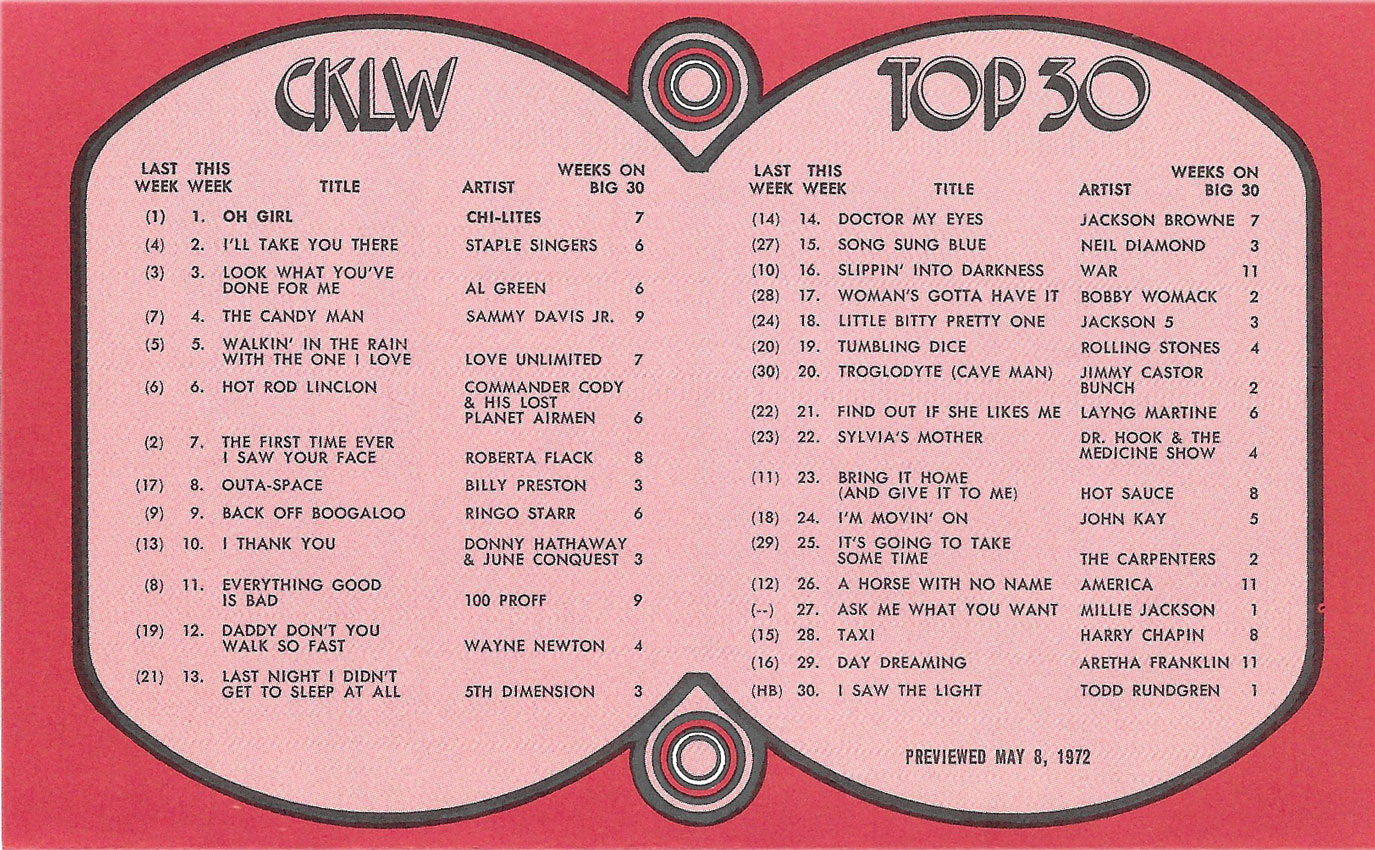 CKLW
LAST THIS WEEKS ON
WEEK WEEK TITLE ARTIST BIG 30
(1) 1. OH GIRL CHI-LITES 7
(4) 2. I'LL TAKE YOU THERE STAPLE SINGERS 6
(3) 3. LOOK WHAT YOU'VE
DONE FOR ME AL GREEN 6
(7) 4. THE CANDY MAN SAMMY DAVIS JR. 9
(5) 5. WALKIN' IN THE RAIN
WITH THE ONE I LOVE LOVE UNLIMITED 7
(6) 6. HOT ROD LINCLON COMMANDER CODY
& HIS LOST
PLANET AIRMEN 6
(2) 7. THE FIRST TIME EVER
I SAW YOUR FACE ROBERTA FLACK 8
(17) 8. OUTA-SPACE BILLY PRESTON 3
(9) 9. BACK OFF BOOGALOO RINGO STARR 6
(13) 10. I THANK YOU DONNY HATHAWAY
& JUNE CONQUEST 3
(8) 11. EVERYTHING GOOD
IS BAD 100 PROFF 9
(19) 12. DADDY DON'T YOU
WALK SO FAST WAYNE NEWTON 4
(21) 13. LAST NIGHT I DIDN'T
GET TO SLEEP AT ALL 5TH DIMENSION 3
TOP 30
LAST THIS WEEKS ON
WEEK WEEK TITLE ARTIST BIG 30
(14) 14. DOCTOR MY EYES JACKSON BROWNE 7
(27) 15. SONG SUNG BLUE NEIL DIAMOND 3
(10) 16. SLIPPIN' INTO DARKNESS WAR 11
(28) 17. WOMAN'S GOTTA HAVE IT BOBBY WOMACK 2
(24) 18. LITTLE BITTY PRETTY ONE JACKSON 5 3
(20) 19. TUMBLING DICE ROLLING STONES 4
(30) 20. TROGLODYTE (CAVE MAN) JIMMY CASTOR
BUNCH 2
(22) 21. FIND OUT IF SHE LIKES ME LAYNG MARTINE 6
(23) 22. SYLVIA'S MOTHER DR. HOOK & THE
MEDICINE SHOW 4
(11) 23. BRING IT HOME
(AND GIVE IT TO ME) HOT SAUCE 8
(18) 24. I'M MOVIN' ON JOHN KAY 5
(29) 25. IT'S GOING TO TAKE
SOME TIME THE CARPENTERS 2
(12) 26. A HORSE WITH NO NAME AMERICA 11
(--) 27. ASK ME WHAT YOU WANT MILLIE JACKSON 1
(15) 28. TAXI HARRY CHAPIN 8
(16) 29. DAY DREAMING ARETHA FRANKLIN 11
(HB) 30. I SAW THE LIGHT TODD RUNDGREN 1
PREVIEWED MAY 8, 1972